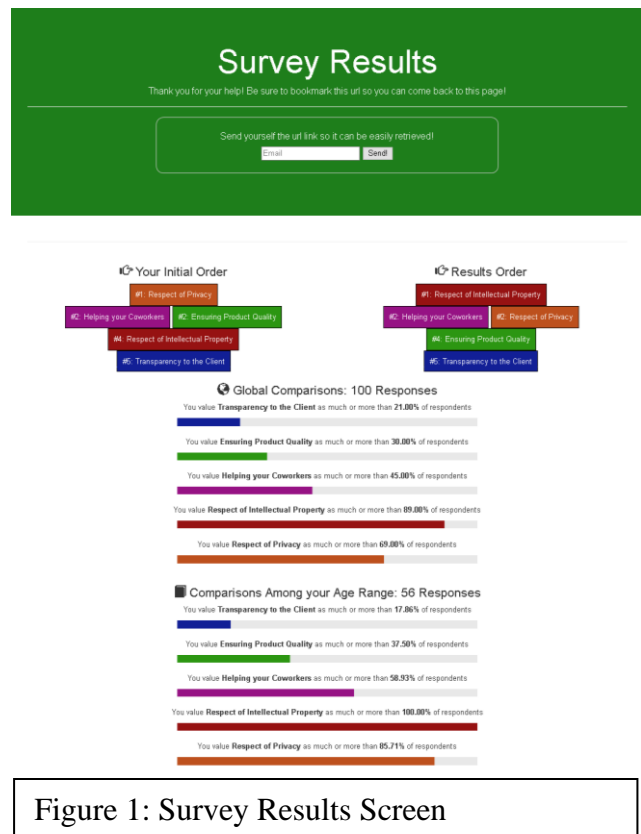 Survey Results
Thank you for your help! Be sure to bookmark this url so you can come back to this page!
Send yourself the url link so it can be easily retrieved!
Email Send!
Your Initial Order
#1: Respect of Privacy
#2: Helping your Coworkers #2: Ensuring Product Quality
#4: Respect of Intellectual Property
#5: Transparency to the Client
Results Order
#1: Respect of Intellectual Property
#2: Helping your Coworkers #2: Respect of Privacy
#4: Ensuring Product Quality
#5: Transparency to the Client
Global Comparisons: 100 Responses
You value Transparency to the Client as much or more than 21.00% of respondents
You value Ensuring Product Quality as much or more than 30.00% of respondents
You value Helping your Coworkers as much or more than 45.00% of respondents
You value Respect of Intellectual Property as much or more than 89.00% of respondents
You value Respect of Privacy as much or more than 69.00% of respondents
Comparisons Among your Age Range: 56 Responses
You value Transparency to the Client as much or more than 17.86% of respondents
You value Ensuring Product Quality as much or more than 37.50% of respondents
You value Helping your Coworkers as much or more than 58.93% of respondents
You value Respect of Intellectual Property as much or more than 100.00% of respondents
You value Respect of Privacy as much or more than 85.71% of respondents
Figure 1: Survey Results Screen